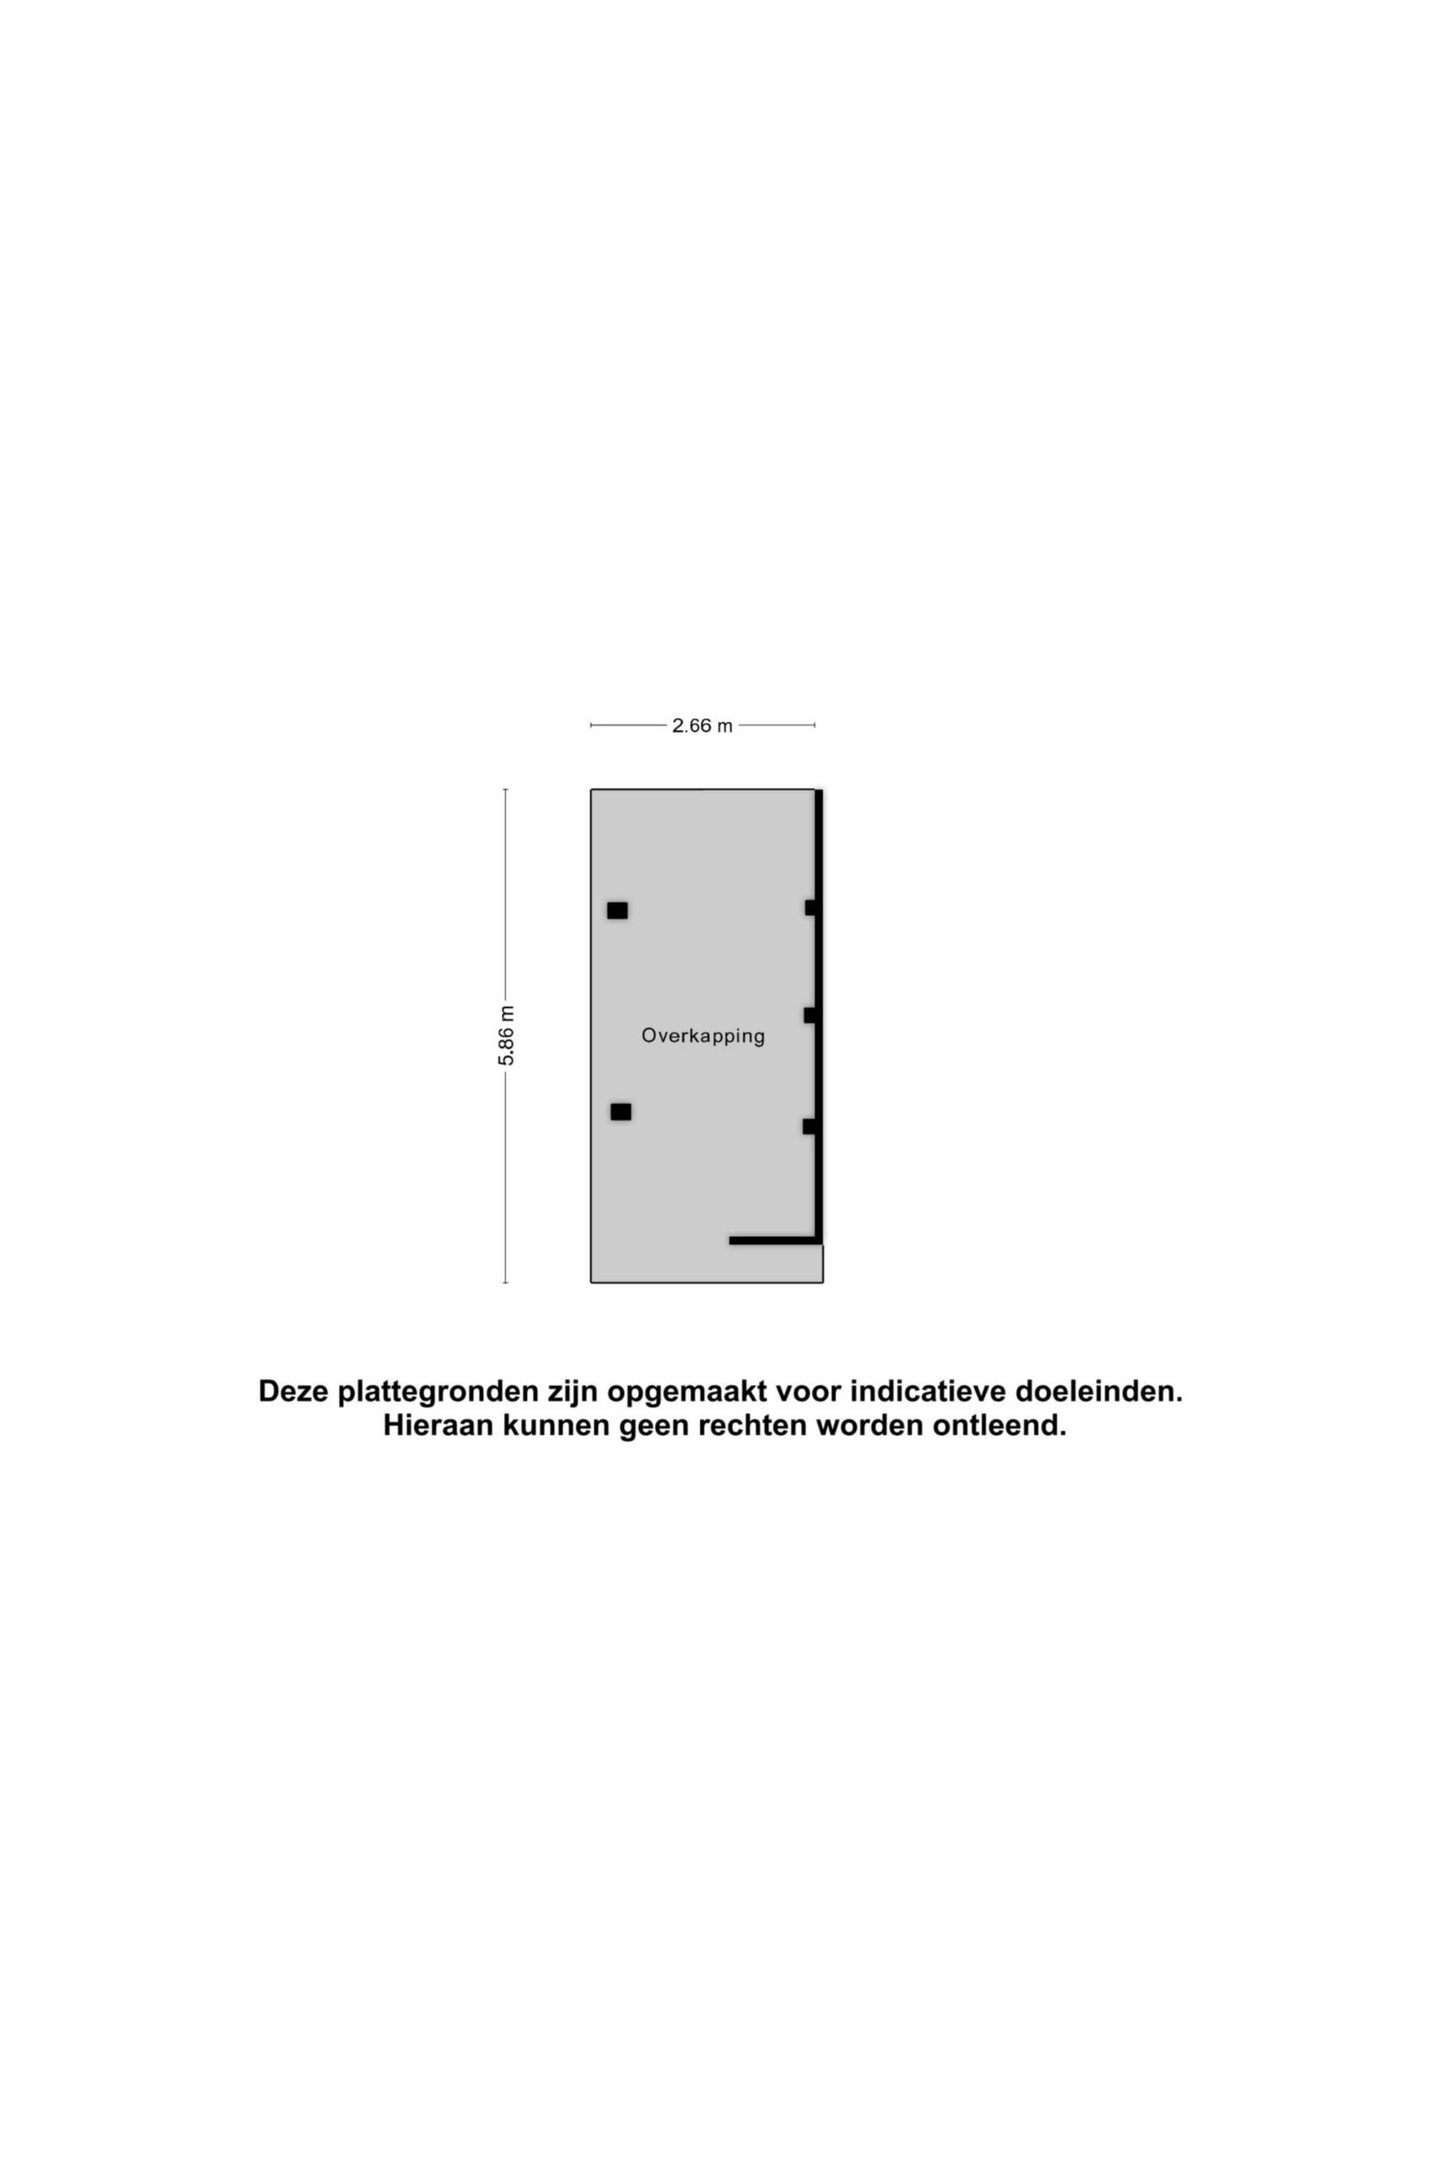 2.66 m
5.86 m
Overkapping
Deze plattegronden zijn opgemaakt voor indicatieve doeleinden.
Hieraan kunnen geen rechten worden ontleend.